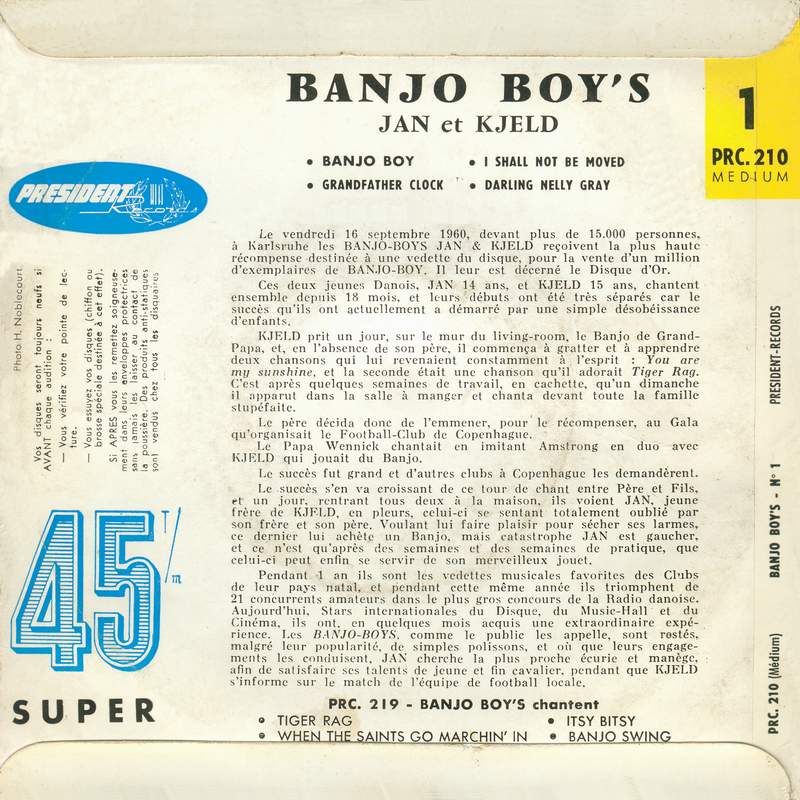 BANJO BOY'S
JAN et KJELD
• BANJO BOY
• I SHALL NOT BE MOVED
• GRANDFATHER CLOCK
• DARLING NELLY GRAY
1
PRC. 210
MEDIUM
PRESIDENT
Records
Le vendredi 16 septembre 1960, devant plus de 15.000 personnes,
à Karlsruhe les BANJO-BOYS JAN & KJELD reçoivent la plus haute
récompense destinée à une vedette du disque, pour la vente d'un million
d'exemplaires de BANJO-BOY. Il leur est décerné le Disque d'Or.
Ces deux jeunes Danois, JAN 14 ans, et KJELD 15 ans, chantent
ensemble depuis 18 mois, et leurs débuts ont été très séparés car le
succès qu'ils ont actuellement a démarré par une simple désobéissance
d'enfants.
KJELD prit un jour, sur le mur du living-room, le Banjo de Grand-
Papa, et, en l'absence de son père, il commença à gratter et à apprendre
deux chansons qui lui revenaient constamment à l'esprit : You are
my sunshine, et la seconde était une chanson qu'il adorait Tiger Rag.
C'est après quelques semaines de travail, en cachette, qu'un dimanche
il apparut dans la salle à manger et chanta devant toute la famille
stupéfaite.
Le père décida donc de l'emmener, pour le récompenser, au Gala
qu'organisait le Football-Club de Copenhague.
Le Papa Wennick chantait en imitant Amstrong en duo avec
KJELD qui jouait du Banjo.
Le succès fut grand et d'autres clubs à Copenhague les demandèrent.
Le succès s'en va croissant de ce tour de chant entre Père et Fils,
et un jour, rentrant tous deux à la maison, ils voient JAN, jeune
frère de KJELD, en pleurs, celui-ci se sentant totalement oublié par
son frère et son père. Voulant lui faire plaisir pour sécher ses larmes,
ce dernier lui achète un Banjo, mais catastrophe JAN est gaucher,
et ce n'est qu'après des semaines et des semaines de pratique, que
celui-ci peut enfin se servir de son merveilleux jouet.
Pendant 1 an ils sont les vedettes musicales favorites des Clubs
de leur pays natal, et pendant cette même année ils triomphent de
21 concurrents amateurs dans le plus gros concours de la Radio danoise.
Aujourd'hui, Stars internationales du Disque, du Music-Hall et du
Cinéma, ils ont, en quelques mois acquis une extraordinaire expé-
rience. Les BANJO-BOYS, comme le public les appelle, sont restés,
malgré leur popularité, de simples polissons, et où que leurs engage-
ments les conduisent, JAN cherche la plus proche écurie et manège,
afin de satisfaire ses talents de jeune et fin cavalier, pendant que KJELD
s'informe sur le match de l'équipe de football locale.
PRC. 219 - BANJO BOY'S chantent
• TIGER RAG
• ITSY BITSY
• WHEN THE SAINTS GO MARCHIN' IN
• BANJO SWING
Photo H. Noblecourt.
Vos disques seront toujours neufs si
AVANT chaque audition :
— Vous vérifiez votre pointe de lec-
ture.
— Vous essuyez vos disques (chiffon ou
brosse spéciale destinée à cet effet).
Si APRES vous les remettez soigneuse-
ment dans leurs enveloppes protectrices
sans jamais les laisser au contact de
la poussière. Des produits anti-statiques
sont vendus chez tous les disquaires
45 T/m
SUPER
PRC. 210 (Médium)
BANJO BOY'S - N° 1
PRESIDENT-RECORDS